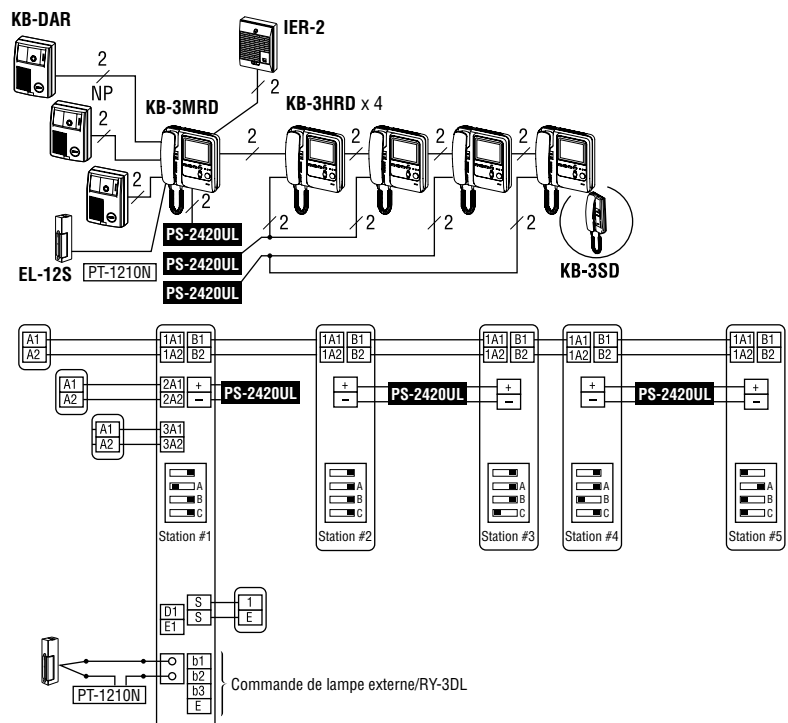 KB-DAR
IER-2
2
NP
2
2
KB-3MRD
KB-3HRD x 4
2
2
2
2
2
2
2
2
2
2
2
PS-2420UL
PS-2420UL
PS-2420UL
EL-12S
PT-1210N
KB-3SD
A1
A2
1A1 B1
1A2 B2
1A1 B1
1A2 B2
1A1 B1
1A2 B2
1A1 B1
1A2 B2
1A1 B1
1A2 B2
A1
A2
2A1 +
2A2 –
PS-2420UL
+
–
PS-2420UL
+
–
+
–
PS-2420UL
+
–
A1
A2
3A1
3A2
A
B
C
Station #1
A
B
C
Station #2
A
B
C
Station #3
A
B
C
Station #4
A
B
C
Station #5
D1
E1
S
S
1
E
PT-1210N
b1
b2
b3
E
Commande de lampe externe/RY-3DL